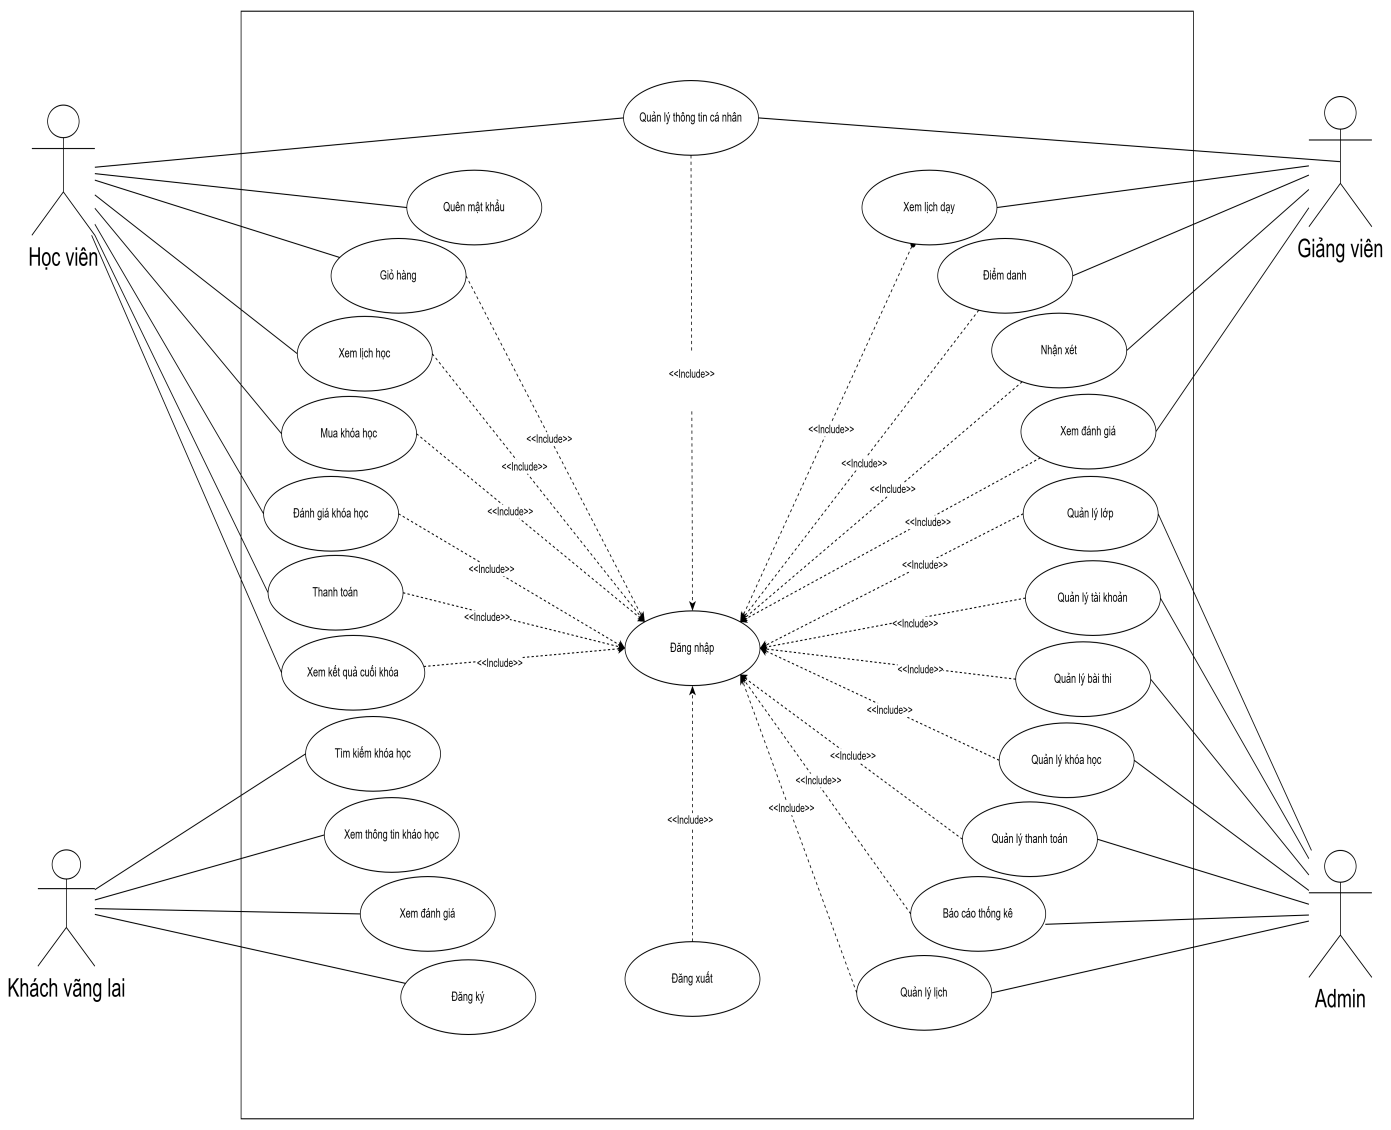 Quản lý thông tin cá nhân
Quên mật khẩu
Xem lịch dạy
Học viên
Giảng viên
Giỏ hàng
Điểm danh
Xem lịch học
Nhận xét
<<Include>>
Mua khóa học
<<Include>>
<<Include>>
Xem đánh giá
<<Include>>
<<Include>>
<<Include>>
<<Include>>
Đánh giá khóa học
<<Include>>
Quản lý lớp
<<Include>>
<<Include>>
Thanh toán
<<Include>>
Quản lý tài khoản
<<Include>>
<<Include>>
Đăng nhập
Xem kết quả cuối khóa
<<Include>>
<<Include>>
Quản lý bài thi
<<Include>>
Tìm kiếm khóa học
<<Include>>
Quản lý khóa học
<<Include>>
<<Include>>
<<Include>>
Xem thông tin kháo học
Quản lý thanh toán
Xem đánh giá
Báo cáo thống kê
Khách vãng lai
Đăng ký
Đăng xuất
Quản lý lịch
Admin